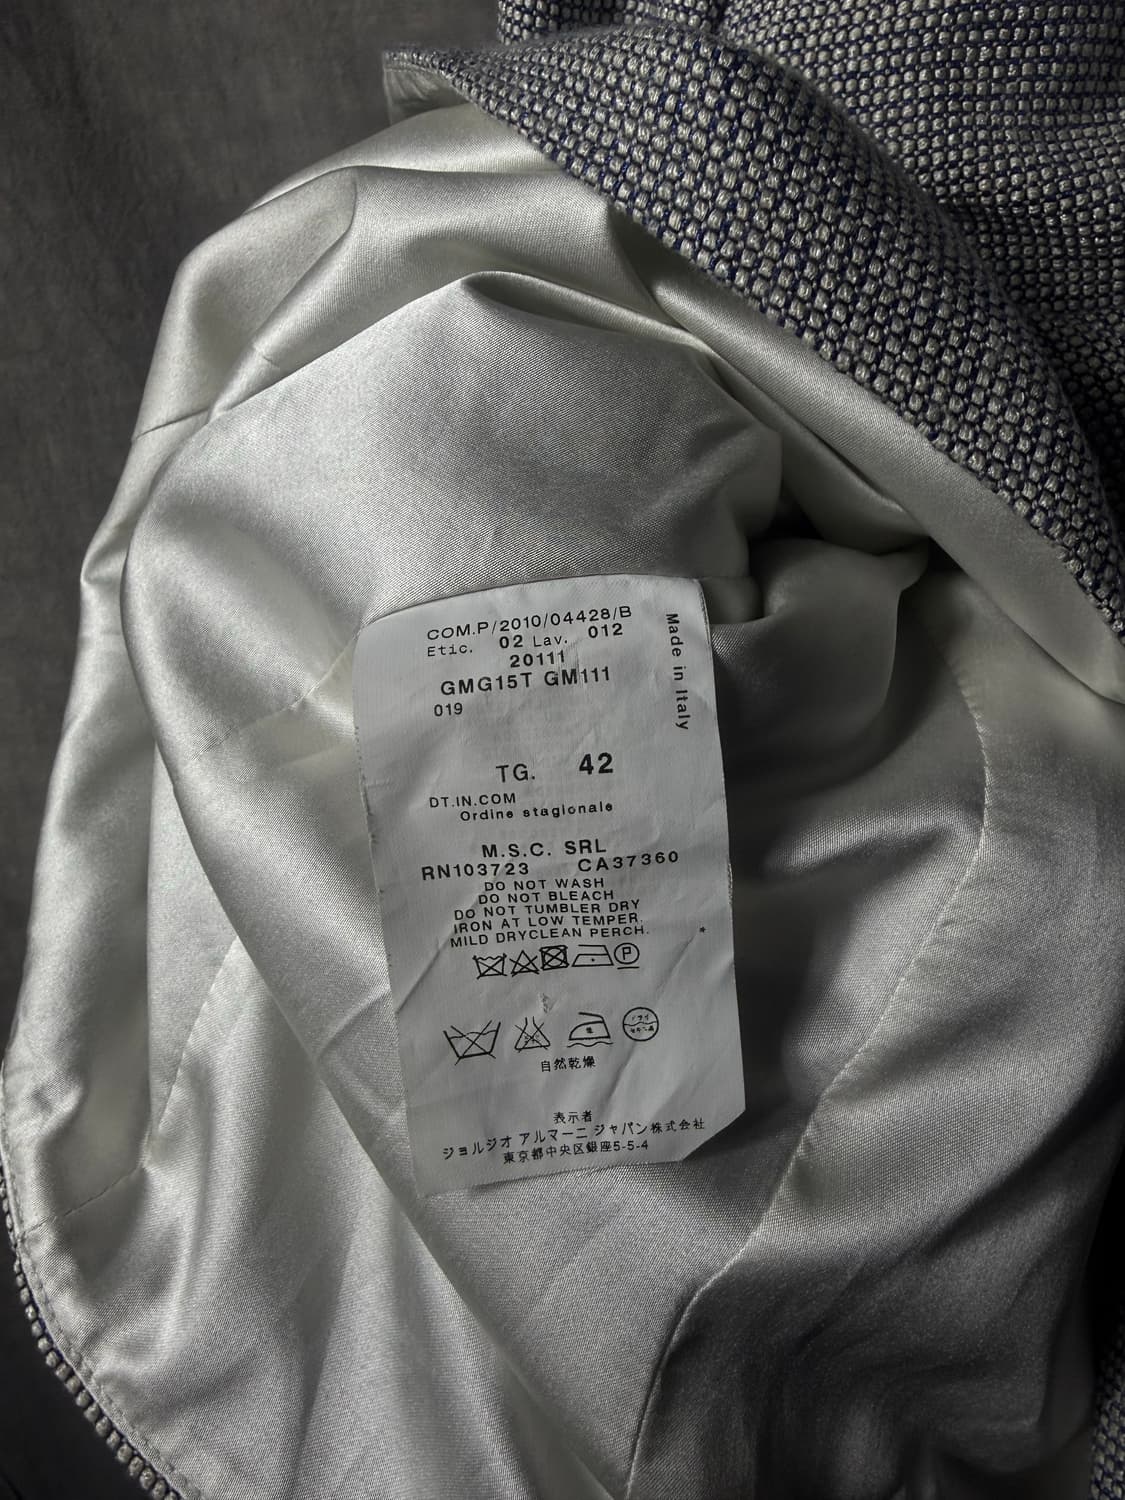 COM.P/2010/04428/B
Etic. 02 Lav. 012
20111
GMG15T GM111
019
Made in Italy
TG. 42
DT.IN.COM
Ordine stagionale
M.S.C. SRL
RN103723 CA37360
DO NOT WASH
DO NOT BLEACH
DO NOT TUMBLER DRY
IRON AT LOW TEMPER.
MILD DRYCLEAN PERCH.
*
P
自然乾燥
表示者
ジョルジオ アルマーニ ジャパン株式会社
東京都中央区銀座5-5-4